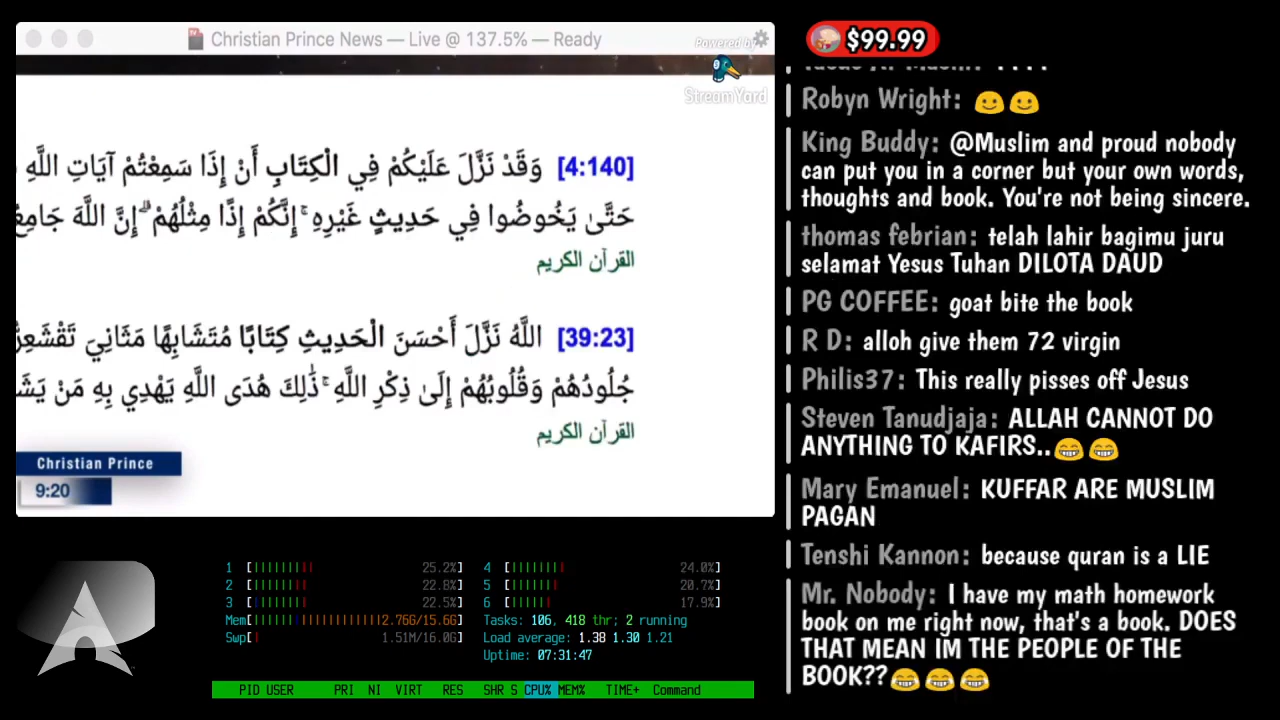 Christian Prince News — Live @ 137.5% — Ready
Powered by
StreamYard
[4:140] وَقَدْ نَزَّلَ عَلَيْكُمْ فِي الْكِتَابِ أَنْ إِذَا سَمِعْتُمْ آيَاتِ اللَّهِ
حَتَّىٰ يَخُوضُوا فِي حَدِيثٍ غَيْرِهِ ۚ إِنَّكُمْ إِذًا مِثْلُهُمْ ۗ إِنَّ اللَّهَ
القرآن الكريم
[39:23] اللَّهُ نَزَّلَ أَحْسَنَ الْحَدِيثِ كِتَابًا مُتَشَابِهًا مَثَانِيَ
جُلُودُهُمْ وَقُلُوبُهُمْ إِلَىٰ ذِكْرِ اللَّهِ ۚ ذَٰلِكَ هُدَى اللَّهِ يَهْدِي بِهِ مَنْ
القرآن الكريم
Christian Prince
9:20
1 [ 25.2%]
2 [ 22.8%]
3 [ 22.5%]
Mem[ 2.76G/15.6G]
Swp[ 1.51M/16.0G]
4 [ 24.0%]
5 [ 20.7%]
6 [ 17.9%]
Tasks: 106, 418 thr; 2 running
Load average: 1.38 1.30 1.21
Uptime: 07:31:47
PID USER PRI NI VIRT RES SHR S CPU% MEM% TIME+ Command
$99.99
Robyn Wright: 🙂🙂
King Buddy: @Muslim and proud nobody
can put you in a corner but your own words,
thoughts and book. You're not being sincere.
thomas febrian: telah lahir bagimu juru
selamat Yesus Tuhan DILOTA DAUD
PG COFFEE: goat bite the book
R D: alloh give them 72 virgin
Philis37: This really pisses off Jesus
Steven Tanudjaja: ALLAH CANNOT DO
ANYTHING TO KAFIRS..😂😂
Mary Emanuel: KUFFAR ARE MUSLIM
PAGAN
Tenshi Kannon: because quran is a LIE
Mr. Nobody: I have my math homework
book on me right now, that's a book. DOES
THAT MEAN IM THE PEOPLE OF THE
BOOK??😂😂😂